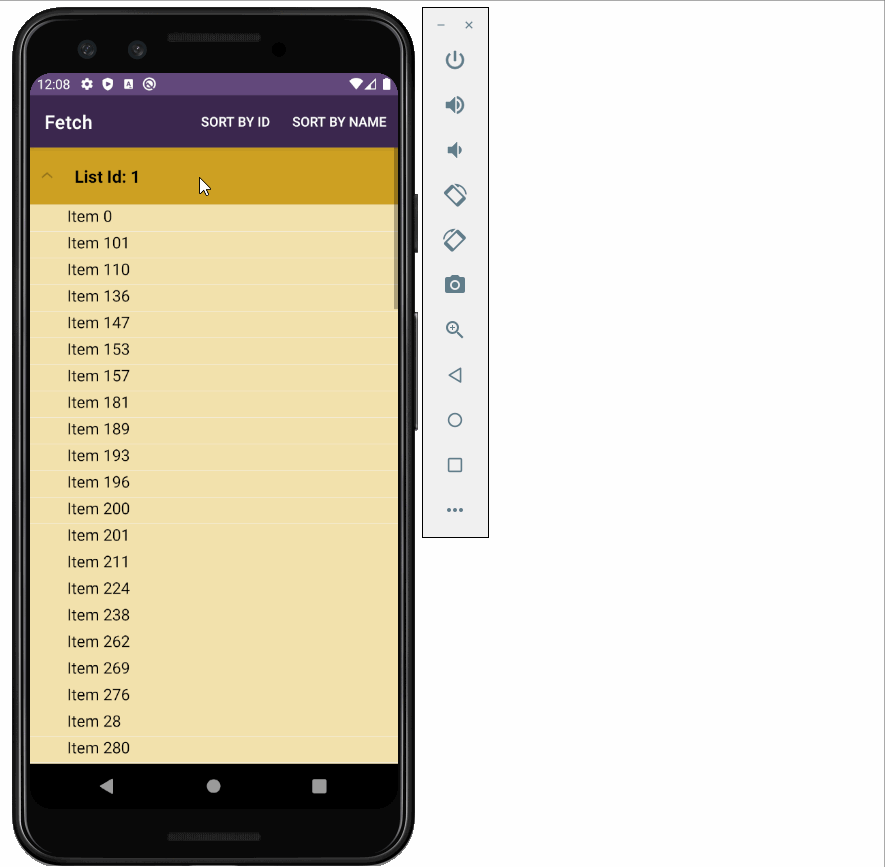 12:08
Fetch SORT BY ID SORT BY NAME
List Id: 1
Item 0
Item 101
Item 110
Item 136
Item 147
Item 153
Item 157
Item 181
Item 189
Item 193
Item 196
Item 200
Item 201
Item 211
Item 224
Item 238
Item 262
Item 269
Item 276
Item 28
Item 280